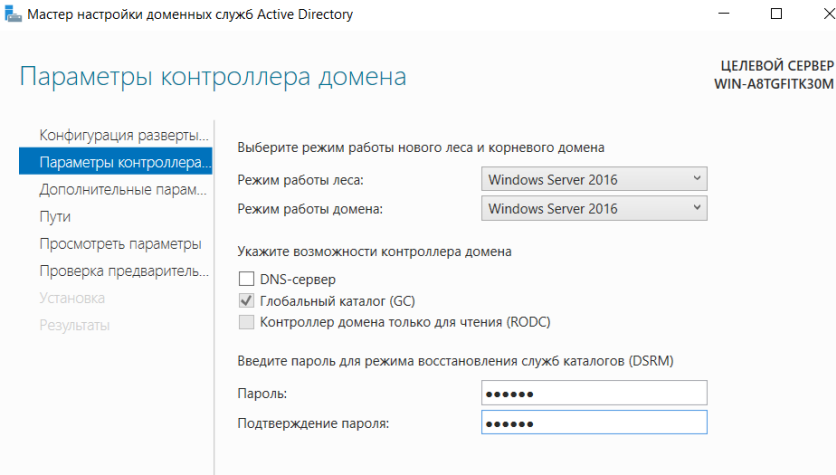 Мастер настройки доменных служб Active Directory
Параметры контроллера домена
ЦЕЛЕВОЙ СЕРВЕР
WIN-A8TGFITK30M
Конфигурация разверты...
Параметры контроллера...
Дополнительные парам...
Пути
Просмотреть параметры
Проверка предваритель...
Установка
Результаты
Выберите режим работы нового леса и корневого домена
Режим работы леса: Windows Server 2016
Режим работы домена: Windows Server 2016
Укажите возможности контроллера домена
DNS-сервер
Глобальный каталог (GC)
Контроллер домена только для чтения (RODC)
Введите пароль для режима восстановления служб каталогов (DSRM)
Пароль: ●●●●●●
Подтверждение пароля: ●●●●●●